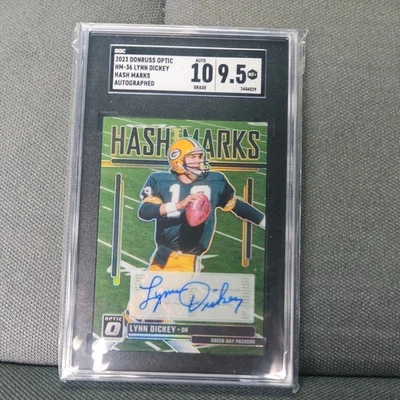 SGC
2023 DONRUSS OPTIC
HM-36 LYNN DICKEY
HASH MARKS
AUTOGRAPHED
AUTO
10
GRADE
9.5
HASH MARKS
12
Lynn Dickey
OPTIC
LYNN DICKEY • QB
GREEN BAY PACKERS